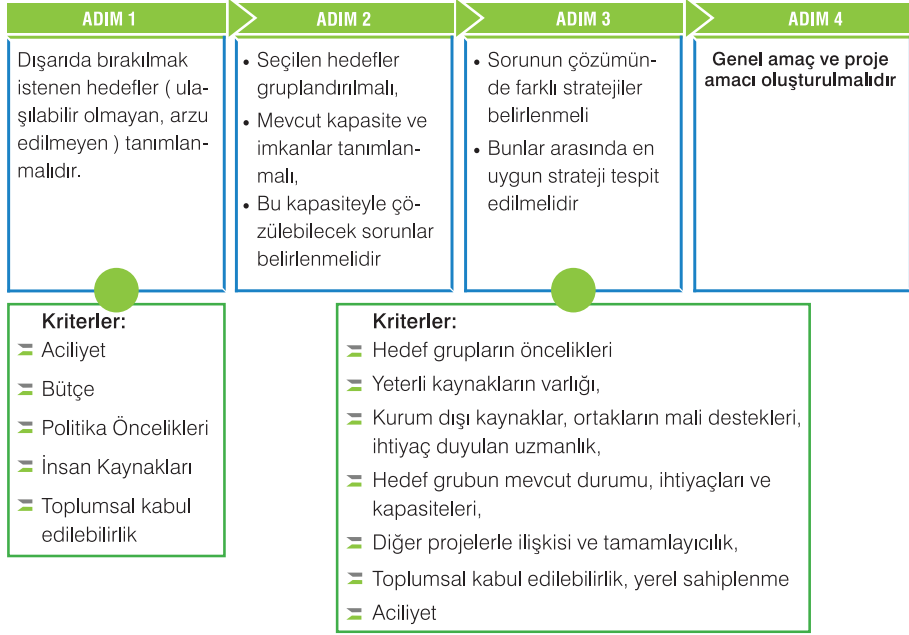 ADIM 1
ADIM 2
ADIM 3
ADIM 4
Dışarıda bırakılmak
istenen hedefler ( ula-
şılabilir olmayan, arzu
edilmeyen ) tanımlan-
malıdır.
• Seçilen hedefler
gruplandırılmalı,
• Mevcut kapasite ve
imkanlar tanımlan-
malı,
• Bu kapasiteyle çö-
zülebilecek sorunlar
belirlenmelidir
• Sorunun çözümün-
de farklı stratejiler
belirlenmeli
• Bunlar arasında en
uygun strateji tespit
edilmelidir
Genel amaç ve proje
amacı oluşturulmalıdır
Kriterler:
Aciliyet
Bütçe
Politika Öncelikleri
İnsan Kaynakları
Toplumsal kabul
edilebilirlik
Kriterler:
Hedef grupların öncelikleri
Yeterli kaynakların varlığı,
Kurum dışı kaynaklar, ortakların mali destekleri,
ihtiyaç duyulan uzmanlık,
Hedef grubun mevcut durumu, ihtiyaçları ve
kapasiteleri,
Diğer projelerle ilişkisi ve tamamlayıcılık,
Toplumsal kabul edilebilirlik, yerel sahiplenme
Aciliyet